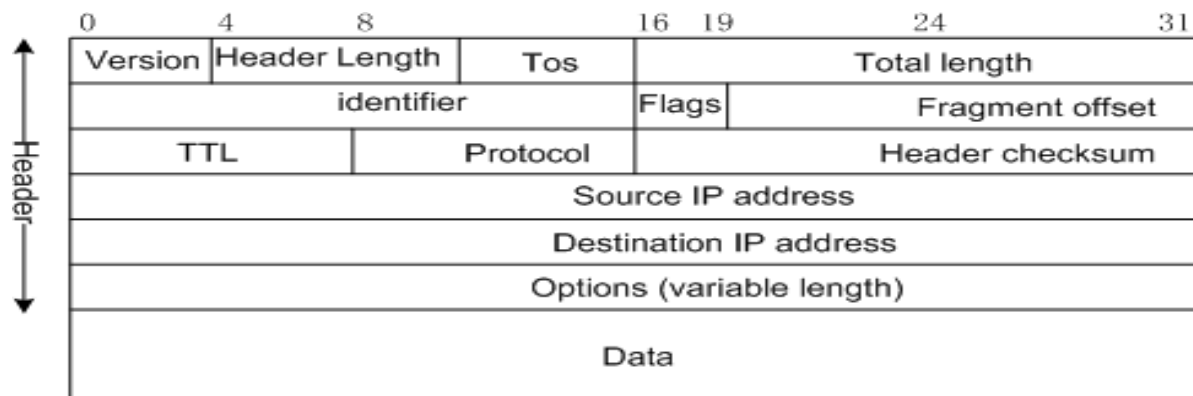 0 4 8 16 19 24 31
Version Header Length Tos Total length
identifier Flags Fragment offset
TTL Protocol Header checksum
Source IP address
Destination IP address
Options (variable length)
Data
Header